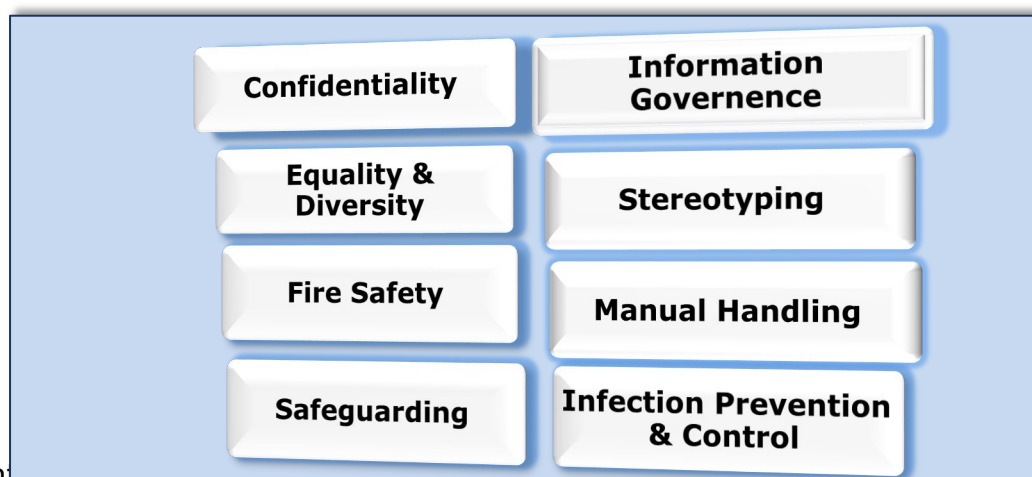 Confidentiality
Information
Governence
Equality &
Diversity
Stereotyping
Fire Safety
Manual Handling
Safeguarding
Infection Prevention
& Control